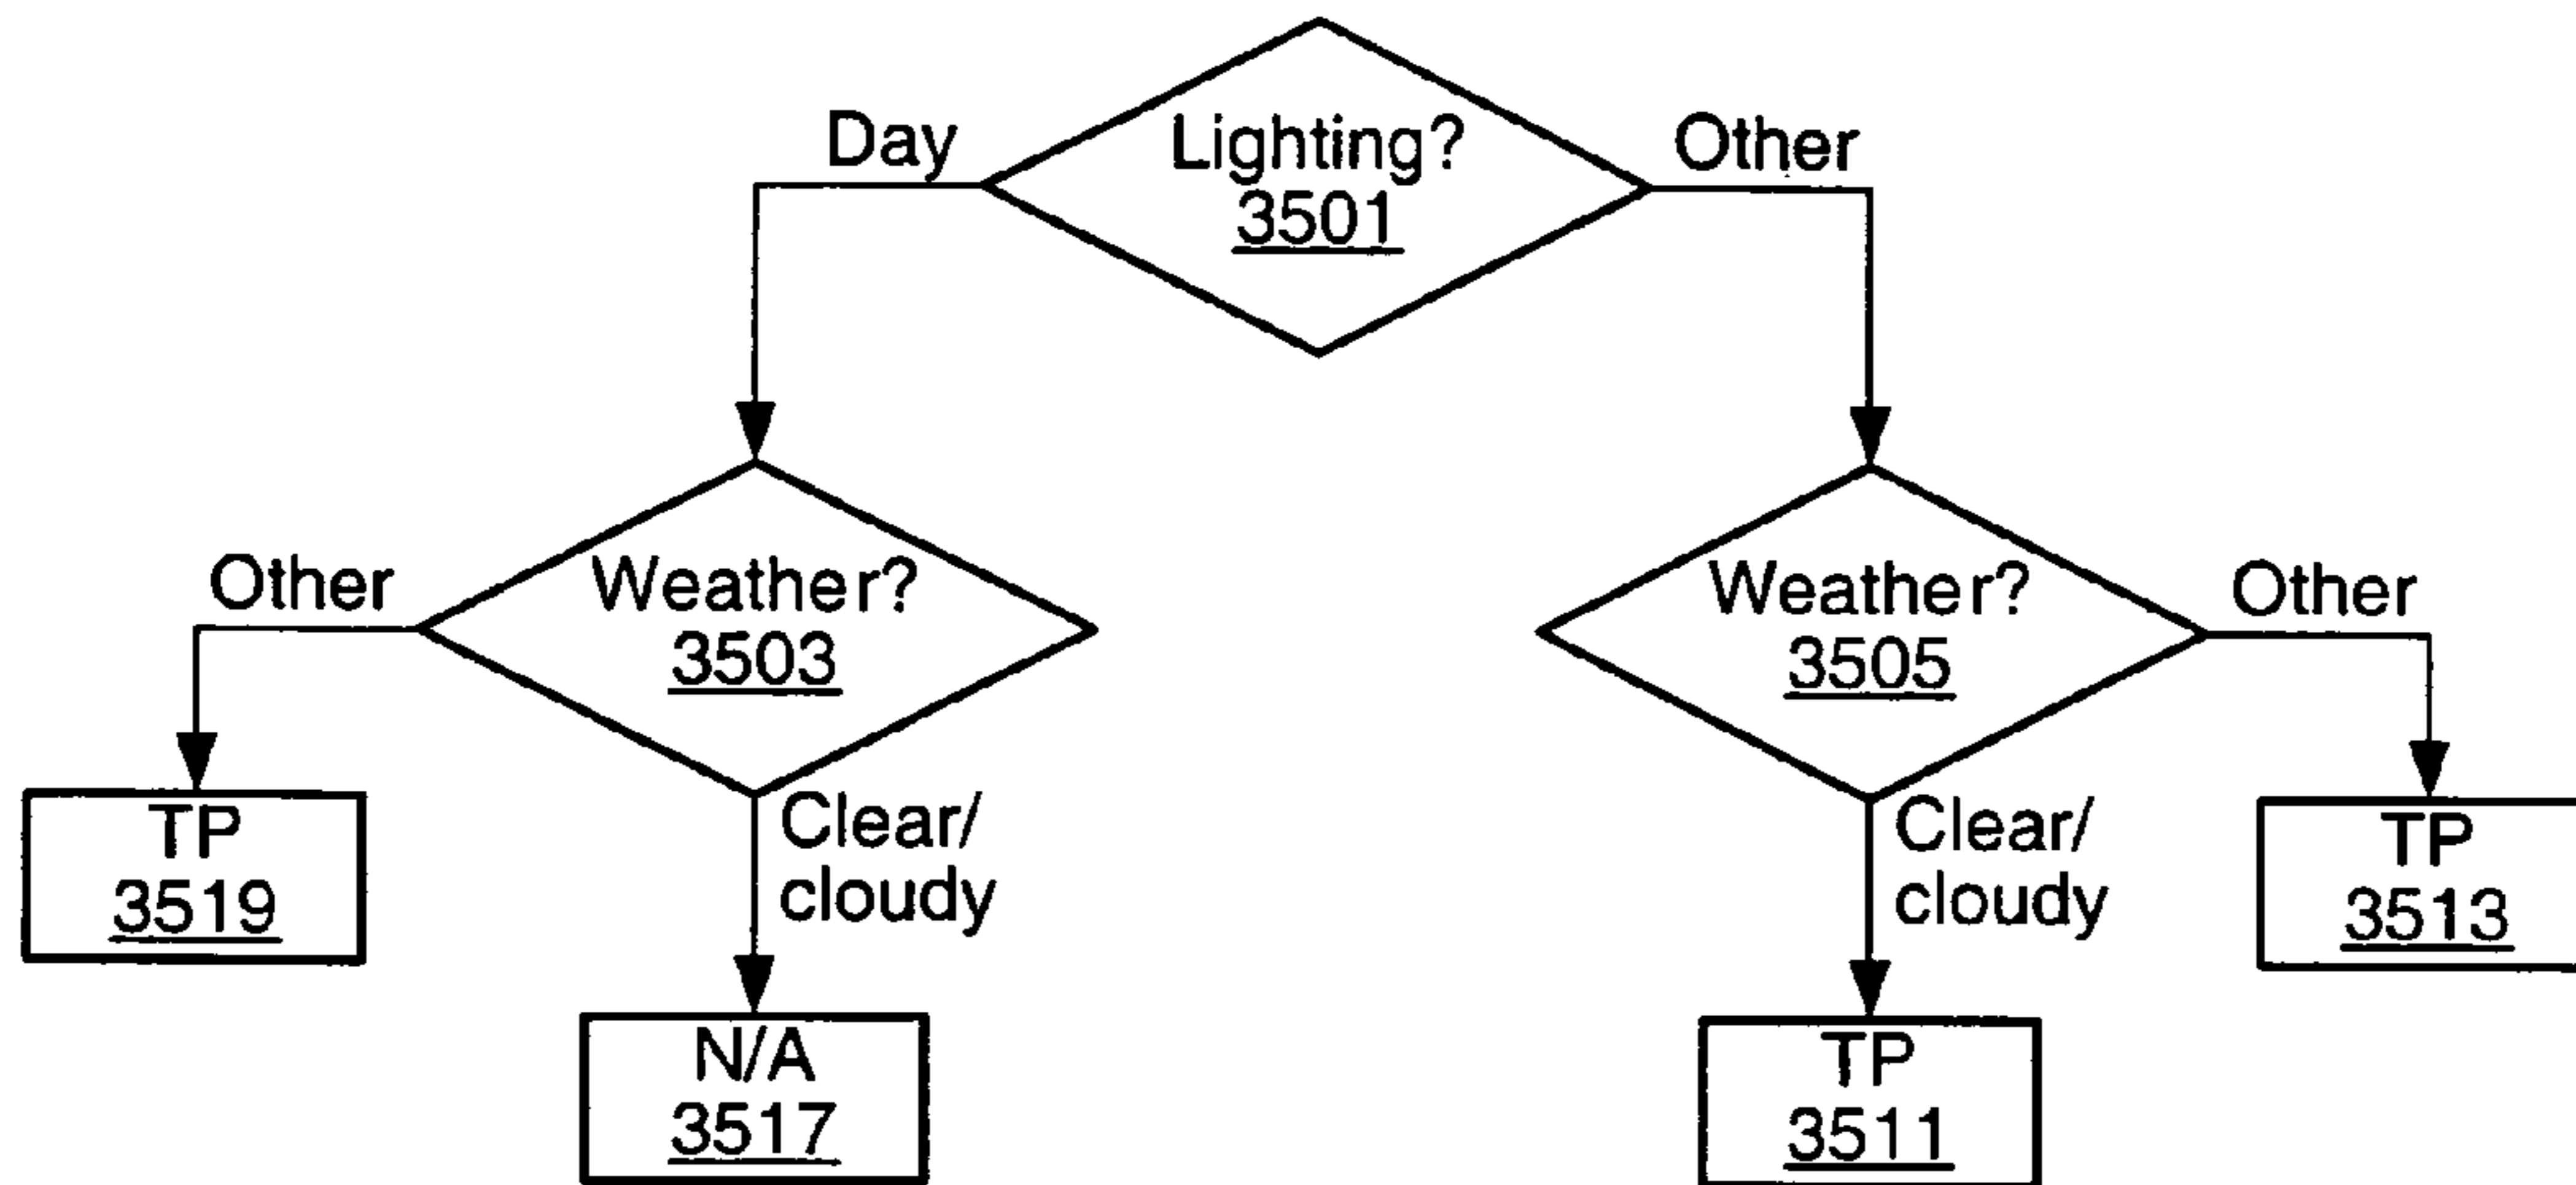 Lighting?
3501
Day
Other
Weather?
3503
Other
Clear/
cloudy
TP
3519
N/A
3517
Weather?
3505
Other
Clear/
cloudy
TP
3511
TP
3513